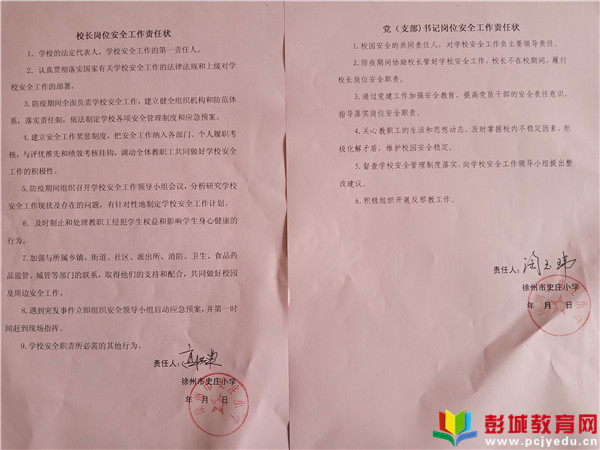 校长岗位安全工作责任状
1、学校的法定代表人，学校安全工作的第一责任人。
2、认真贯彻落实国家有关学校安全工作的法律法规和上级对学
校安全工作的部署。
3.防疫期间全面负责学校安全工作，建立健全组织机构和防范体
系，落实责任制，依法制定学校各项安全管理制度和应急预案。
4.建立安全工作奖惩制度，把安全工作纳入各部门、个人履职考
核，与评优推先和绩效考核挂钩，调动全体教职工共同做好学校安全
工作的积极性。
5.防疫期间组织召开学校安全工作领导小组会议，分析研究学校
安全工作现状及存在的问题，有针对性地制定学校安全工作计划。
6、及时制止和处理教职工侵犯学生权益和影响学生身心健康的
行为。
7.加强与所属乡镇、街道、社区、派出所、消防、卫生、食品药
品监管、城管等部门的联系，取得他们的支持和配合，共同做好校园
及周边安全工作。
8.遇到突发事件立即组织安全领导小组启动应急预案，并第一时
间赶到现场指挥。
9.学校安全职责所必需的其他行为。
责任人：
徐州市史庄小学
年 月 日
党（支部）书记岗位安全工作责任状
1.校园安全的共同责任人，对学校安全工作负主要领导责任。
2.防疫期间协助校长管好学校安全工作，校长不在校期间，履行
校长岗位安全职责。
3.通过党建工作加强安全教育，提高党员干部的安全责任意识，
指导落实岗位安全职责。
4.关心教职工的生活和思想动态，及时掌握校内不稳定因素，积
极化解矛盾、维护校园安全稳定。
5.督查学校安全管理制度落实，向学校安全工作领导小组提出整
改建议。
6.积极组织开展反邪教工作。
责任人：
徐州市史庄小学
年 月 日
彭城教育网
www.pcjyedu.cn